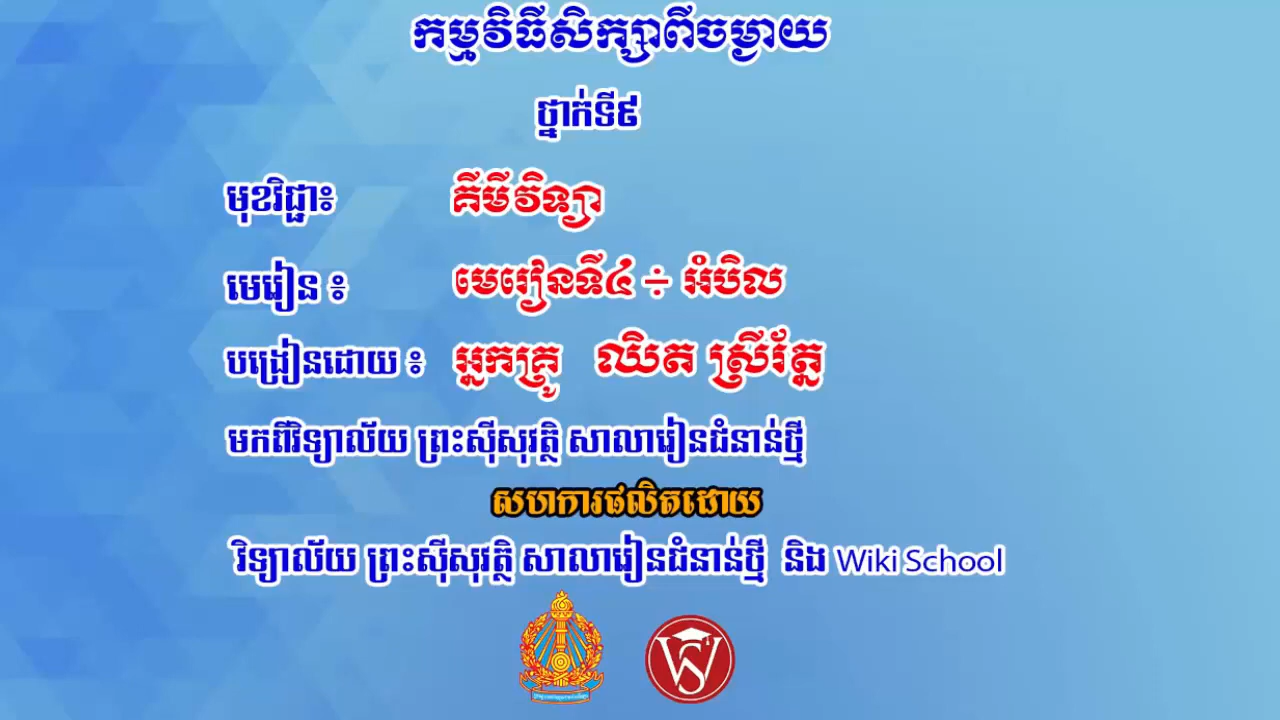 កម្មវិធីសិក្សាពីចម្ងាយ
ថ្នាក់ទី៩
មុខវិជ្ជា៖ គីមីវិទ្យា
មេរៀន ៖ មេរៀនទី៤ ÷ អំបិល
បង្រៀនដោយ ៖ អ្នកគ្រូ ឈិត ស្រីរ័ត្ន
មកពីវិទ្យាល័យ ព្រះស៊ីសុវត្ថិ សាលារៀនជំនាន់ថ្មី
សហការផលិតដោយ
វិទ្យាល័យ ព្រះស៊ីសុវត្ថិ សាលារៀនជំនាន់ថ្មី និង Wiki School